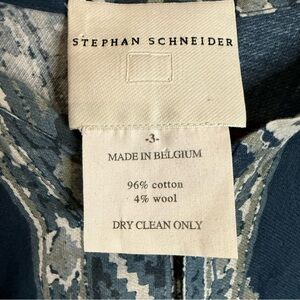 STEPHAN SCHNEIDER
-3-
MADE IN BELGIUM
96% cotton
4% wool
DRY CLEAN ONLY